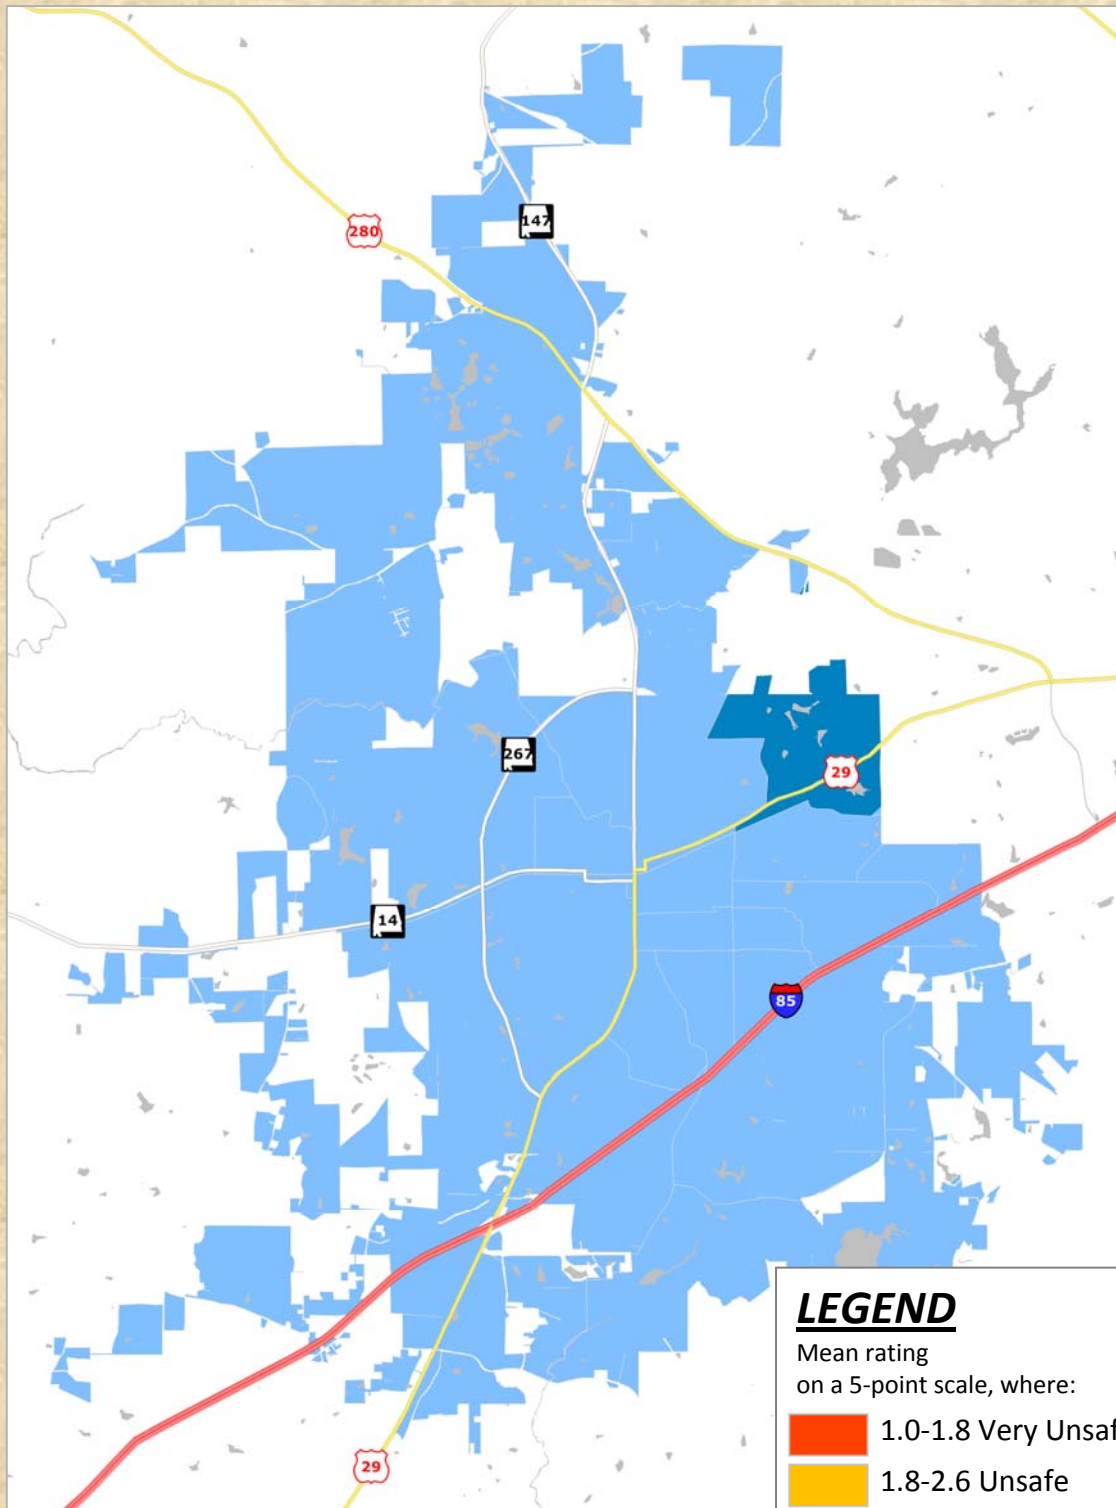 147
280
267
29
14
85
29
LEGEND
Mean rating
on a 5-point scale, where:
1.0-1.8 Very Unsaf
1.8-2.6 Unsafe